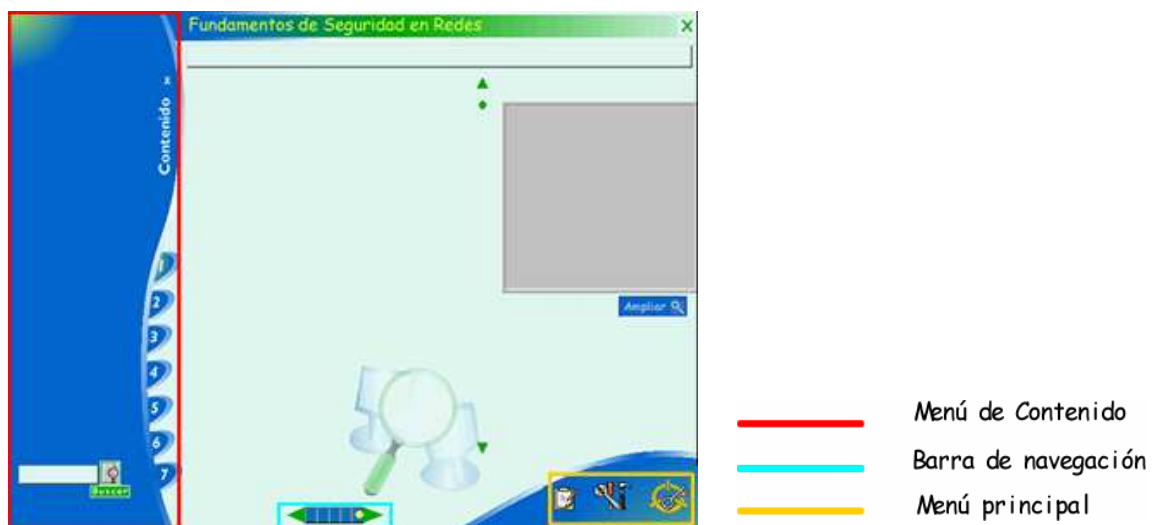 Fundamentos de Seguridad en Redes
x
Contenido x
1
2
3
4
5
6
7
Ampliar
Buscar
Menú de Contenido
Barra de navegación
Menú principal